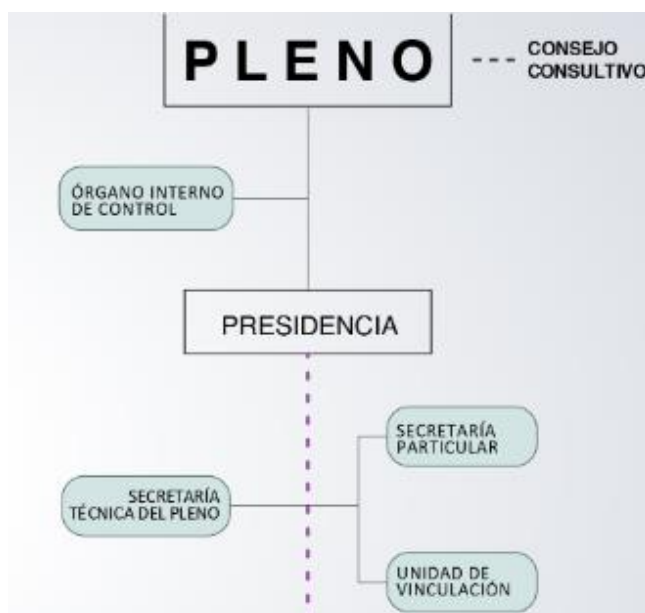 PLENO
CONSEJO
CONSULTIVO
ÓRGANO INTERNO
DE CONTROL
PRESIDENCIA
SECRETARÍA
PARTICULAR
SECRETARÍA
TÉCNICA DEL PLENO
UNIDAD DE
VINCULACIÓN